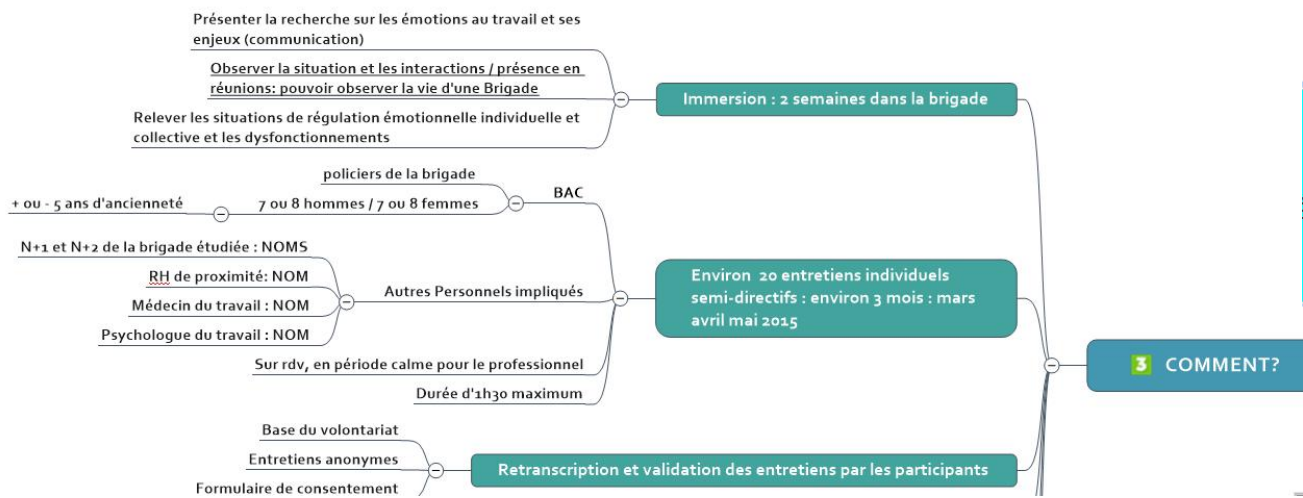 Présenter la recherche sur les émotions au travail et ses
enjeux (communication)
Observer la situation et les interactions / présence en
réunions: pouvoir observer la vie d'une Brigade
Relever les situations de régulation émotionnelle individuelle et
collective et les dysfonctionnements
Immersion : 2 semaines dans la brigade
policiers de la brigade
+ ou - 5 ans d'ancienneté
7 ou 8 hommes / 7 ou 8 femmes
BAC
N+1 et N+2 de la brigade étudiée : NOMS
RH de proximité: NOM
Médecin du travail : NOM
Psychologue du travail : NOM
Autres Personnels impliqués
Sur rdv, en période calme pour le professionnel
Durée d'1h30 maximum
Environ 20 entretiens individuels
semi-directifs : environ 3 mois : mars
avril mai 2015
3 COMMENT?
Base du volontariat
Entretiens anonymes
Formulaire de consentement
Retranscription et validation des entretiens par les participants